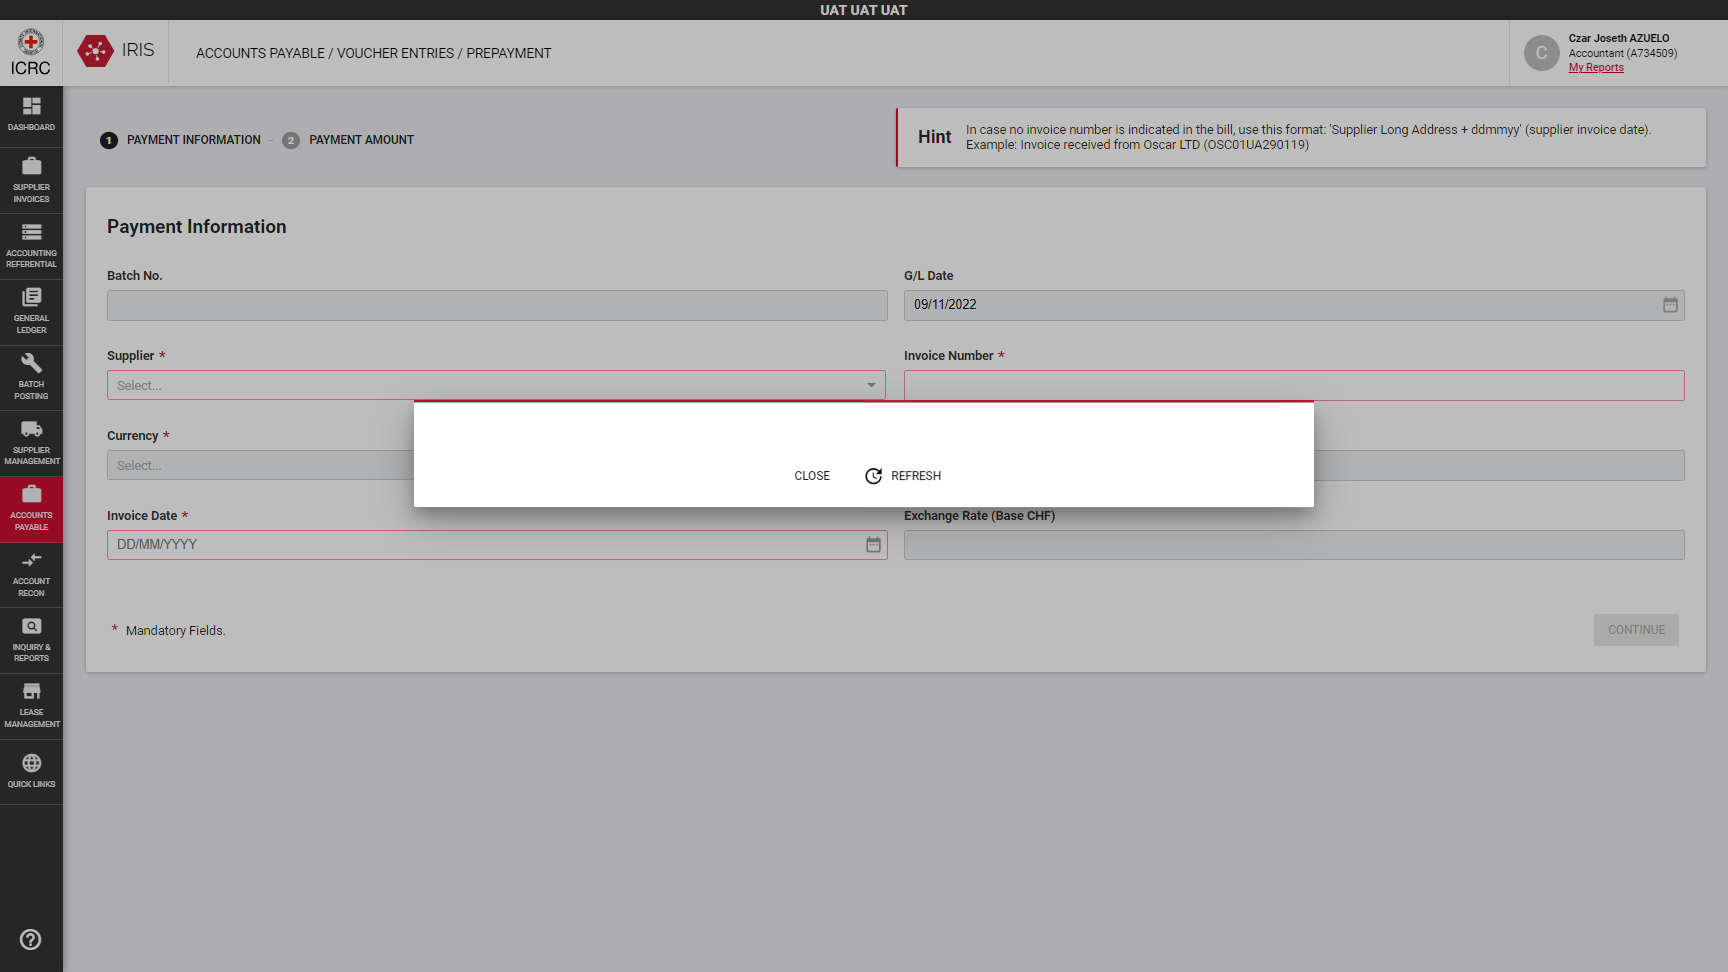 UAT UAT UAT
ICRC
IRIS
ACCOUNTS PAYABLE / VOUCHER ENTRIES / PREPAYMENT
C
Czar Joseth AZUELO
Accountant (A734509)
My Reports
DASHBOARD
SUPPLIER
INVOICES
ACCOUNTING
REFERENTIAL
GENERAL
LEDGER
BATCH
POSTING
SUPPLIER
MANAGEMENT
ACCOUNTS
PAYABLE
ACCOUNT
RECON
INQUIRY &
REPORTS
LEASE
MANAGEMENT
QUICK LINKS
1 PAYMENT INFORMATION - 2 PAYMENT AMOUNT
Hint
In case no invoice number is indicated in the bill, use this format: 'Supplier Long Address + ddmmyy' (supplier invoice date).
Example: Invoice received from Oscar LTD (OSC01UA290119)
Payment Information
Batch No.
G/L Date
09/11/2022
Supplier *
Select...
Invoice Number *
Currency *
Select...
CLOSE
REFRESH
Invoice Date *
DD/MM/YYYY
Exchange Rate (Base CHF)
* Mandatory Fields.
CONTINUE